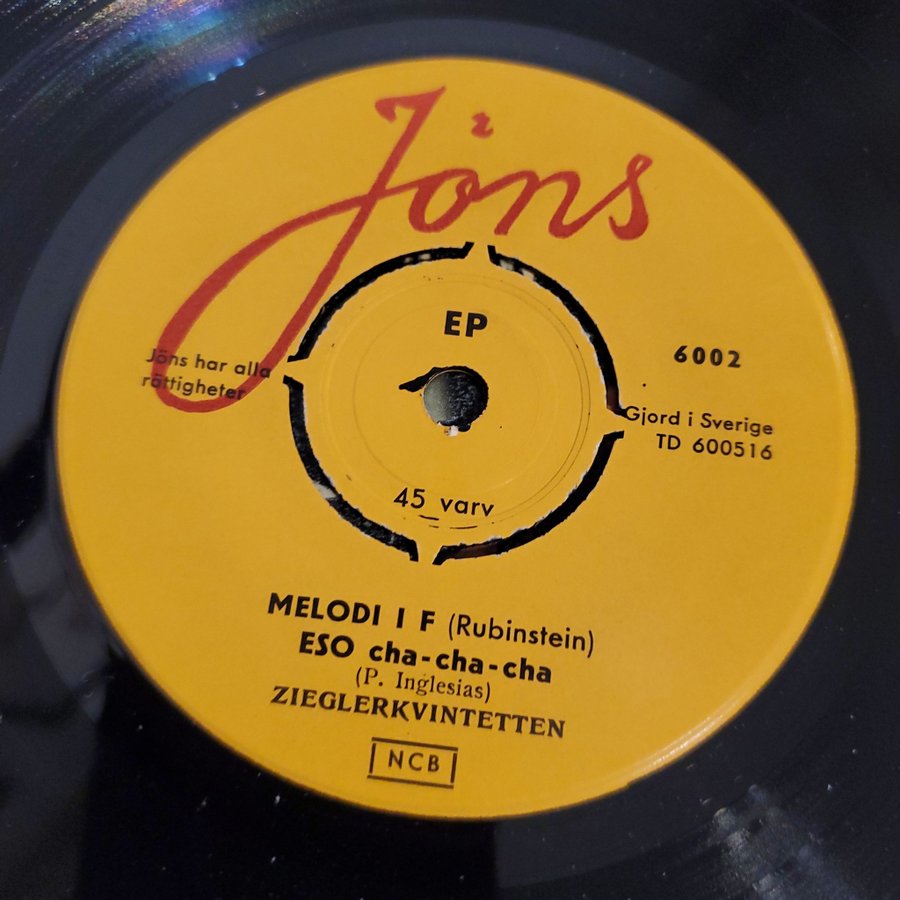 Jöns
EP
6002
Jöns har alla
rättigheter
Gjord i Sverige
TD 600516
45 varv
MELODI I F (Rubinstein)
ESO cha-cha-cha
(P. Inglesias)
ZIEGLERKVINTETTEN
NCB